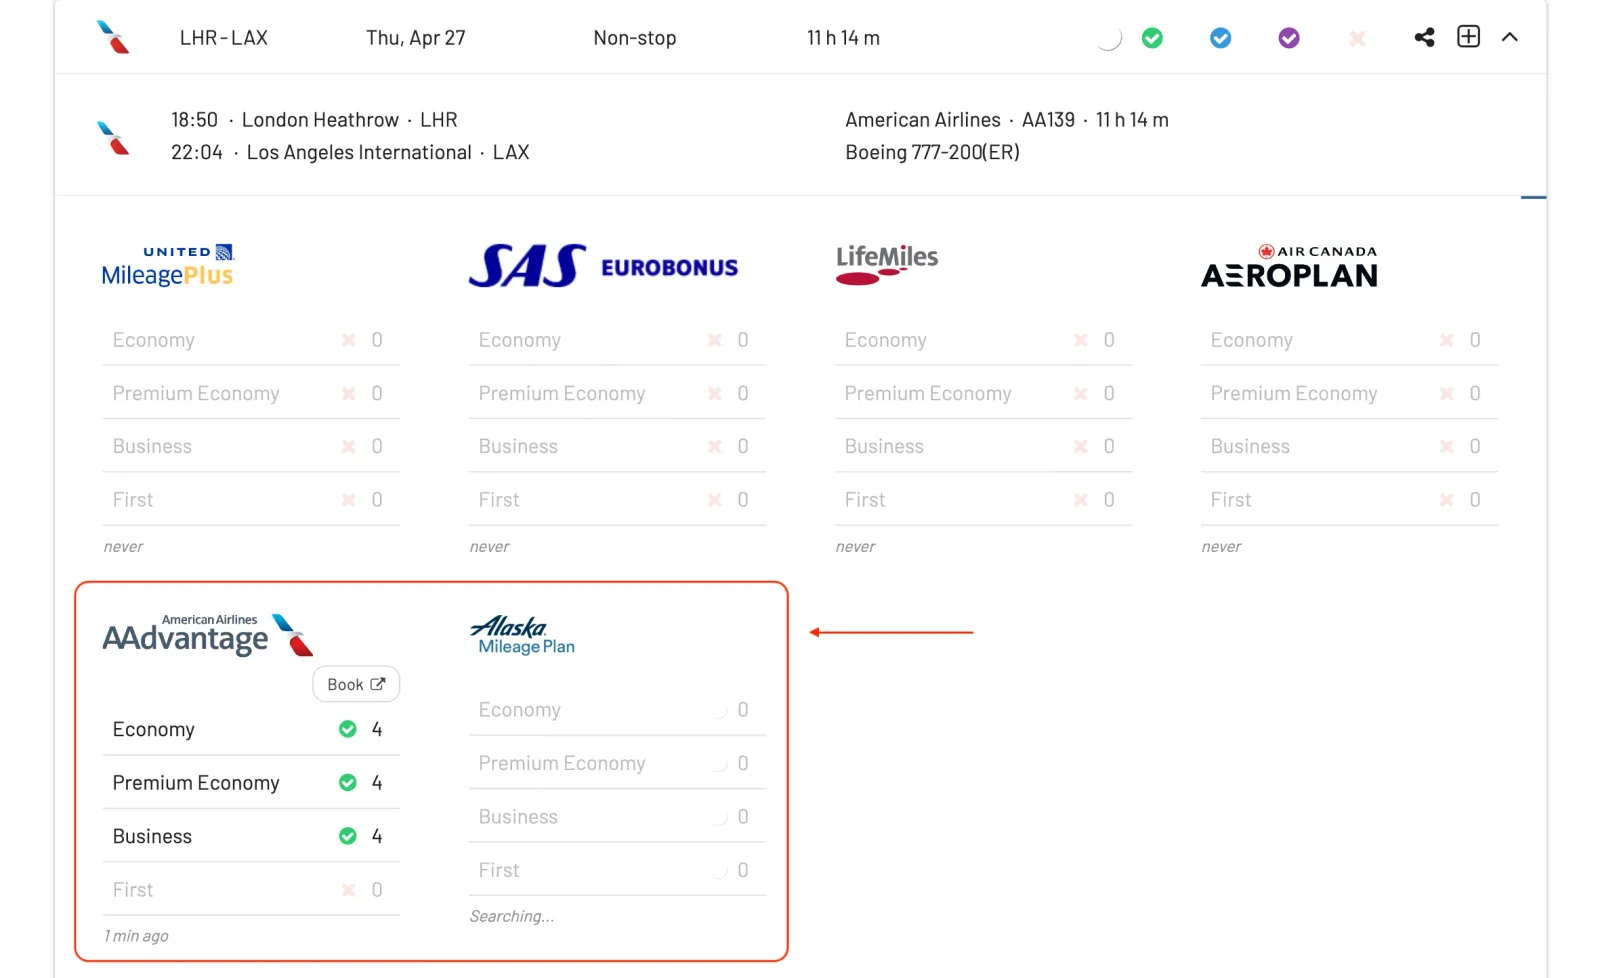 LHR - LAX Thu, Apr 27 Non-stop 11 h 14 m
18:50 · London Heathrow · LHR
22:04 · Los Angeles International · LAX
American Airlines · AA139 · 11 h 14 m
Boeing 777-200(ER)
UNITED
MileagePlus
Economy 0
Premium Economy 0
Business 0
First 0
never
SAS EUROBONUS
Economy 0
Premium Economy 0
Business 0
First 0
never
LifeMiles
Economy 0
Premium Economy 0
Business 0
First 0
never
AIR CANADA
AEROPLAN
Economy 0
Premium Economy 0
Business 0
First 0
never
American Airlines
AAdvantage
Book
Economy 4
Premium Economy 4
Business 4
First 0
1 min ago
Alaska
Mileage Plan
Economy 0
Premium Economy 0
Business 0
First 0
Searching...